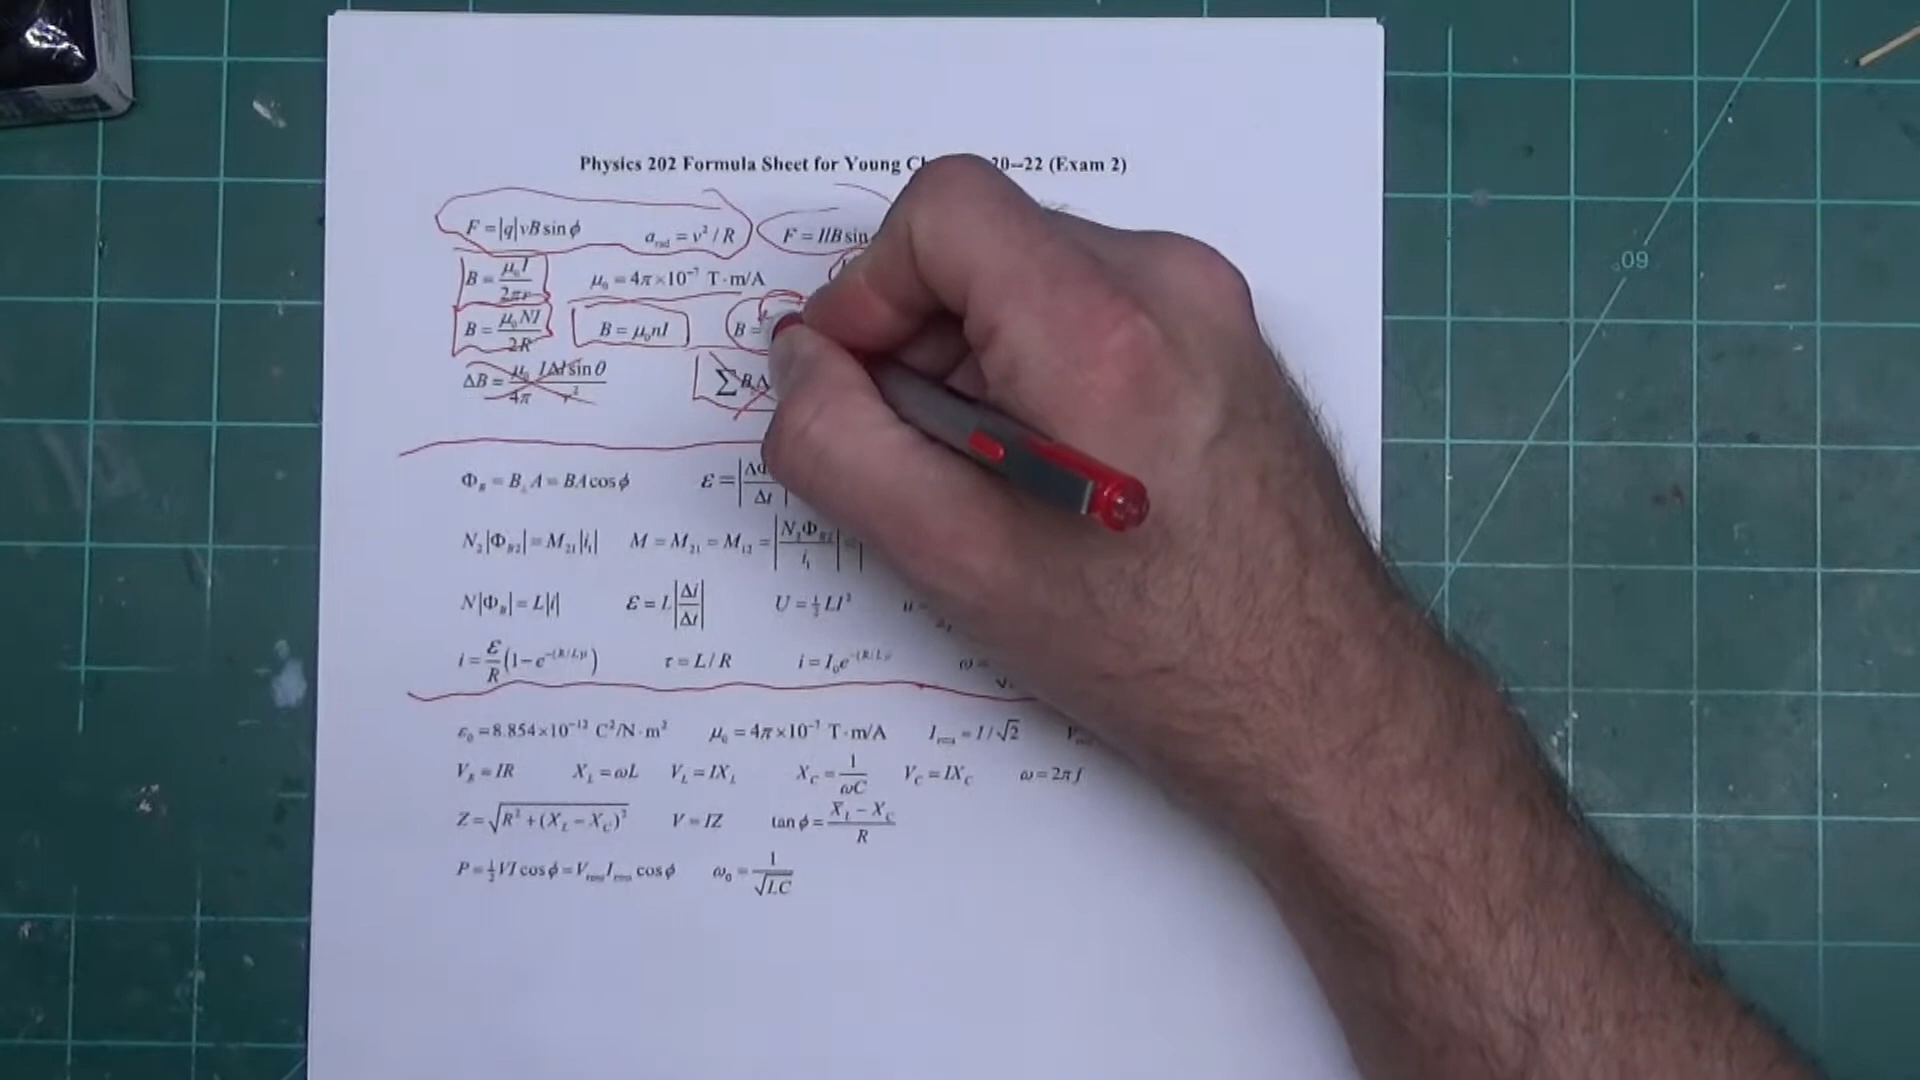 Physics 202 Formula Sheet for Young 20–22 (Exam 2)
F = |q|vB sin ϕ    a_rad = v² / R    F = IlB sin
B = μ₀I / 2πr    μ₀ = 4π × 10⁻⁷ T·m/A
B = μ₀NI / 2R    B = μ₀nI    B =
ΔB = μ₀ / 4π IΔl sin θ / r²    ∑ B
Φ_B = B⊥A = BA cos ϕ    ε = |ΔΦ / Δt|
N₂|Φ_B2| = M₂₁|i₁|    M = M₂₁ = M₁₂ = |N₂Φ_B2 / i₁| =
N|Φ_B| = L|i|    ε = L|Δi / Δt|    U = ½ LI²    u =
i = ε / R (1 − e^−(R/L)t)    τ = L / R    i = I₀e^−(R/L)    ω =
ε₀ = 8.854 × 10⁻¹² C²/N·m²    μ₀ = 4π × 10⁻⁷ T·m/A    I_rms = I / √2
V_R = IR    X_L = ωL    V_L = IX_L    X_C = 1 / ωC    V_C = IX_C    ω = 2πf
Z = √(R² + (X_L − X_C)²)    V = IZ    tan ϕ = X_L − X_C / R
P = ½ VI cos ϕ = V_rms I_rms cos ϕ    ω₀ = 1 / √LC
09